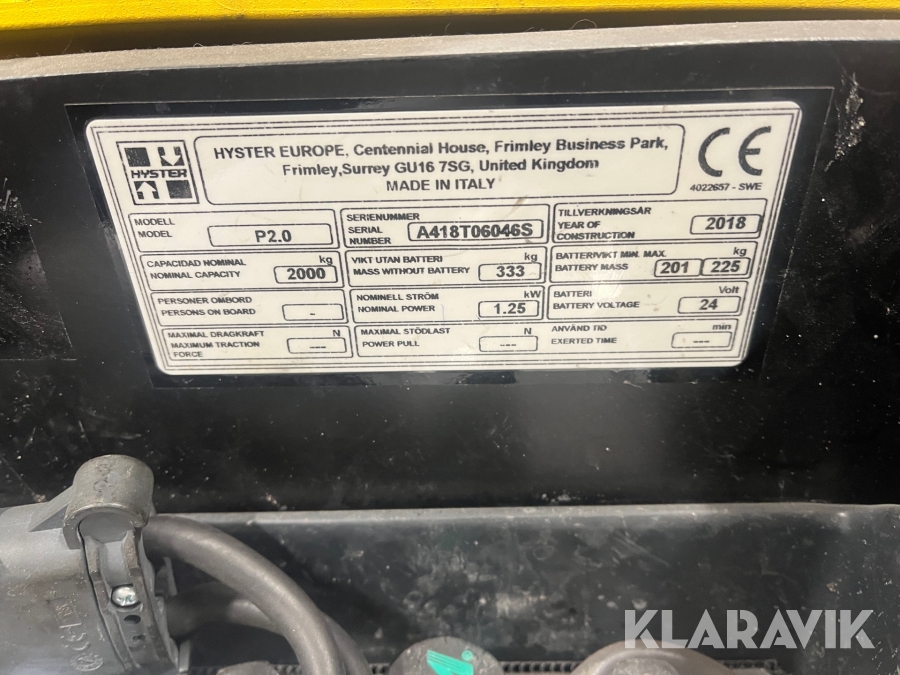 HYSTER
HYSTER EUROPE, Centennial House, Frimley Business Park,
Frimley,Surrey GU16 7SG, United Kingdom
MADE IN ITALY
CE
4022657 - SWE
MODELL
MODEL
P2.0
SERIENUMMER
SERIAL
NUMBER
A418T06046S
TILLVERKNINGSÅR
YEAR OF
CONSTRUCTION
2018
CAPACIDAD NOMINAL
NOMINAL CAPACITY
kg
2000
VIKT UTAN BATTERI
MASS WITHOUT BATTERY
kg
333
BATTERIVIKT MIN. MAX.
BATTERY MASS
kg
201
225
PERSONER OMBORD
PERSONS ON BOARD
-
NOMINELL STRÖM
NOMINAL POWER
kW
1.25
BATTERI
BATTERY VOLTAGE
Volt
24
MAXIMAL DRAGKRAFT
MAXIMUM TRACTION
FORCE
N
---
MAXIMAL STÖDLAST
POWER PULL
N
---
ANVÄND TID
EXERTED TIME
min
---
KLARAVIK